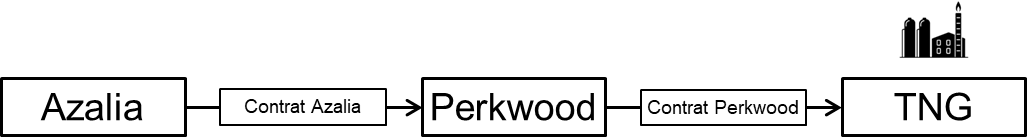 Azalia
Contrat Azalia
Perkwood
Contrat Perkwood
TNG